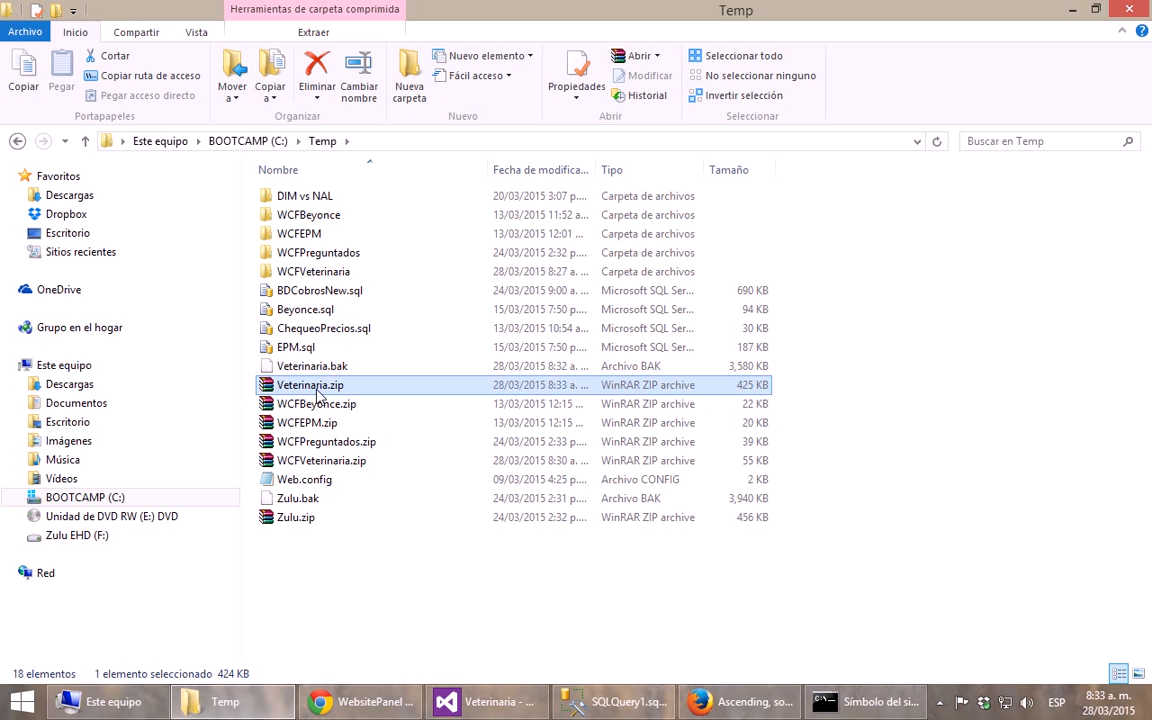 Herramientas de carpeta comprimida
Temp
Archivo Inicio Compartir Vista Extraer
Copiar
Pegar
Cortar
Copiar ruta de acceso
Pegar acceso directo
Portapapeles
Mover a
Copiar a
Eliminar
Cambiar nombre
Organizar
Nueva carpeta
Nuevo elemento
Fácil acceso
Nuevo
Propiedades
Abrir
Modificar
Historial
Abrir
Seleccionar todo
No seleccionar ninguno
Invertir selección
Seleccionar
Este equipo BOOTCAMP (C:) Temp
Buscar en Temp
Favoritos
Descargas
Dropbox
Escritorio
Sitios recientes
OneDrive
Grupo en el hogar
Este equipo
Descargas
Documentos
Escritorio
Imágenes
Música
Vídeos
BOOTCAMP (C:)
Unidad de DVD RW (E:) DVD
Zulu EHD (F:)
Red
Nombre Fecha de modifica... Tipo Tamaño
DIM vs NAL 20/03/2015 3:07 p.... Carpeta de archivos
WCFBeyonce 13/03/2015 11:52 a... Carpeta de archivos
WCFEPM 13/03/2015 12:01 ... Carpeta de archivos
WCFPreguntados 24/03/2015 2:32 p.... Carpeta de archivos
WCFVeterinaria 28/03/2015 8:27 a. ... Carpeta de archivos
BDCobrosNew.sql 24/03/2015 9:00 a. ... Microsoft SQL Ser... 690 KB
Beyonce.sql 15/03/2015 7:50 p.... Microsoft SQL Ser... 94 KB
ChequeoPrecios.sql 13/03/2015 10:54 a... Microsoft SQL Ser... 30 KB
EPM.sql 15/03/2015 7:50 p.... Microsoft SQL Ser... 187 KB
Veterinaria.bak 28/03/2015 8:32 a. ... Archivo BAK 3,580 KB
Veterinaria.zip 28/03/2015 8:33 a. ... WinRAR ZIP archive 425 KB
WCFBeyonce.zip 13/03/2015 12:15 ... WinRAR ZIP archive 22 KB
WCFEPM.zip 13/03/2015 12:15 ... WinRAR ZIP archive 20 KB
WCFPreguntados.zip 24/03/2015 2:33 p.... WinRAR ZIP archive 39 KB
WCFVeterinaria.zip 28/03/2015 8:30 a. ... WinRAR ZIP archive 55 KB
Web.config 09/03/2015 4:25 p.... Archivo CONFIG 2 KB
Zulu.bak 24/03/2015 2:31 p.... Archivo BAK 3,940 KB
Zulu.zip 24/03/2015 2:32 p.... WinRAR ZIP archive 456 KB
18 elementos 1 elemento seleccionado 424 KB
Este equipo
Temp
WebsitePanel ...
Veterinaria - ...
SQLQuery1.sq...
Ascending, so...
Símbolo del si...
ESP
8:33 a. m.
28/03/2015